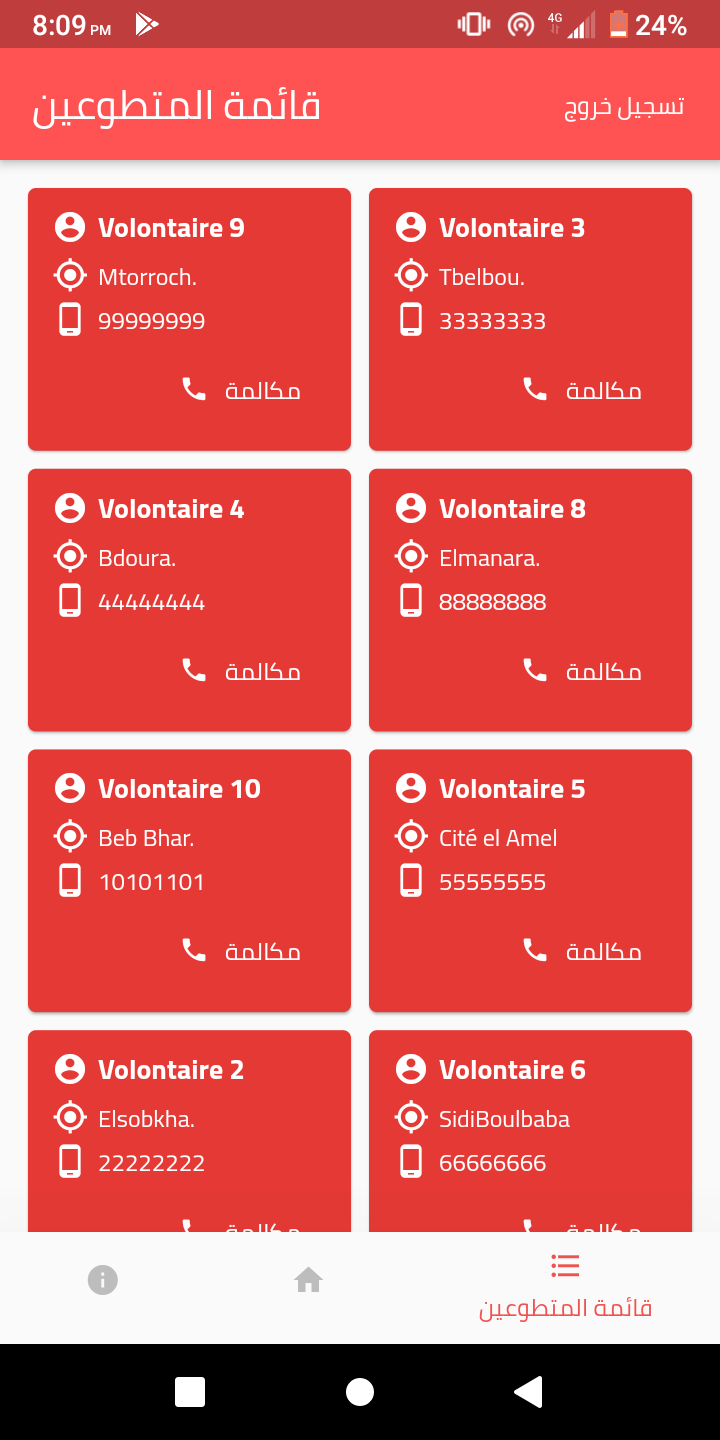 8:09 PM
4G
24%
قائمة المتطوعين
تسجيل خروج
Volontaire 9
Mtorroch.
99999999
مكالمة
Volontaire 3
Tbelbou.
33333333
مكالمة
Volontaire 4
Bdoura.
44444444
مكالمة
Volontaire 8
Elmanara.
88888888
مكالمة
Volontaire 10
Beb Bhar.
10101101
مكالمة
Volontaire 5
Cité el Amel
55555555
مكالمة
Volontaire 2
Elsobkha.
22222222
مكالمة
Volontaire 6
SidiBoulbaba
66666666
مكالمة
قائمة المتطوعين